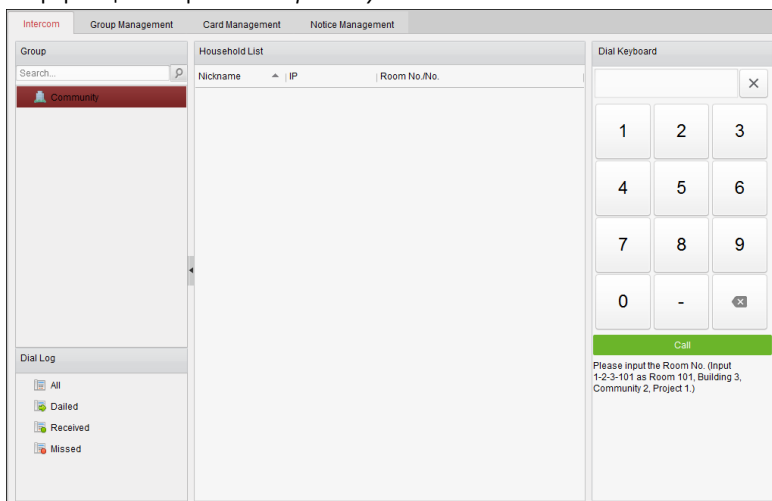 Intercom Group Management Card Management Notice Management
Group
Search...
Community
Dial Log
All
Dailed
Received
Missed
Household List
Nickname IP Room No./No.
Dial Keyboard
1 2 3
4 5 6
7 8 9
0 -
Call
Please input the Room No. (Input
1-2-3-101 as Room 101, Building 3,
Community 2, Project 1.)